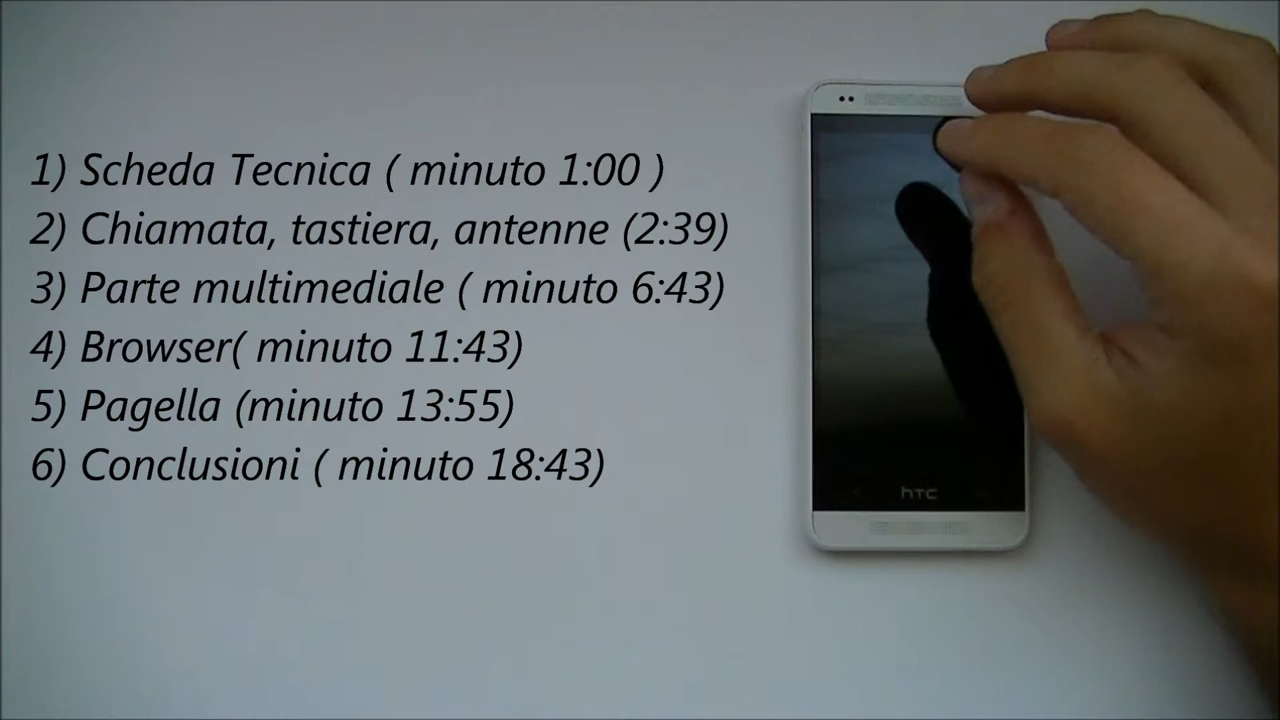 1) Scheda Tecnica ( minuto 1:00 )
2) Chiamata, tastiera, antenne (2:39)
3) Parte multimediale ( minuto 6:43)
4) Browser( minuto 11:43)
5) Pagella (minuto 13:55)
6) Conclusioni ( minuto 18:43)
hTC